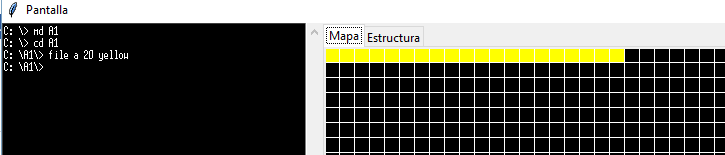 Pantalla
C: \> md A1
C: \> cd A1
C: \A1\> file a 20 yellow
C: \A1\>
Mapa
Estructura